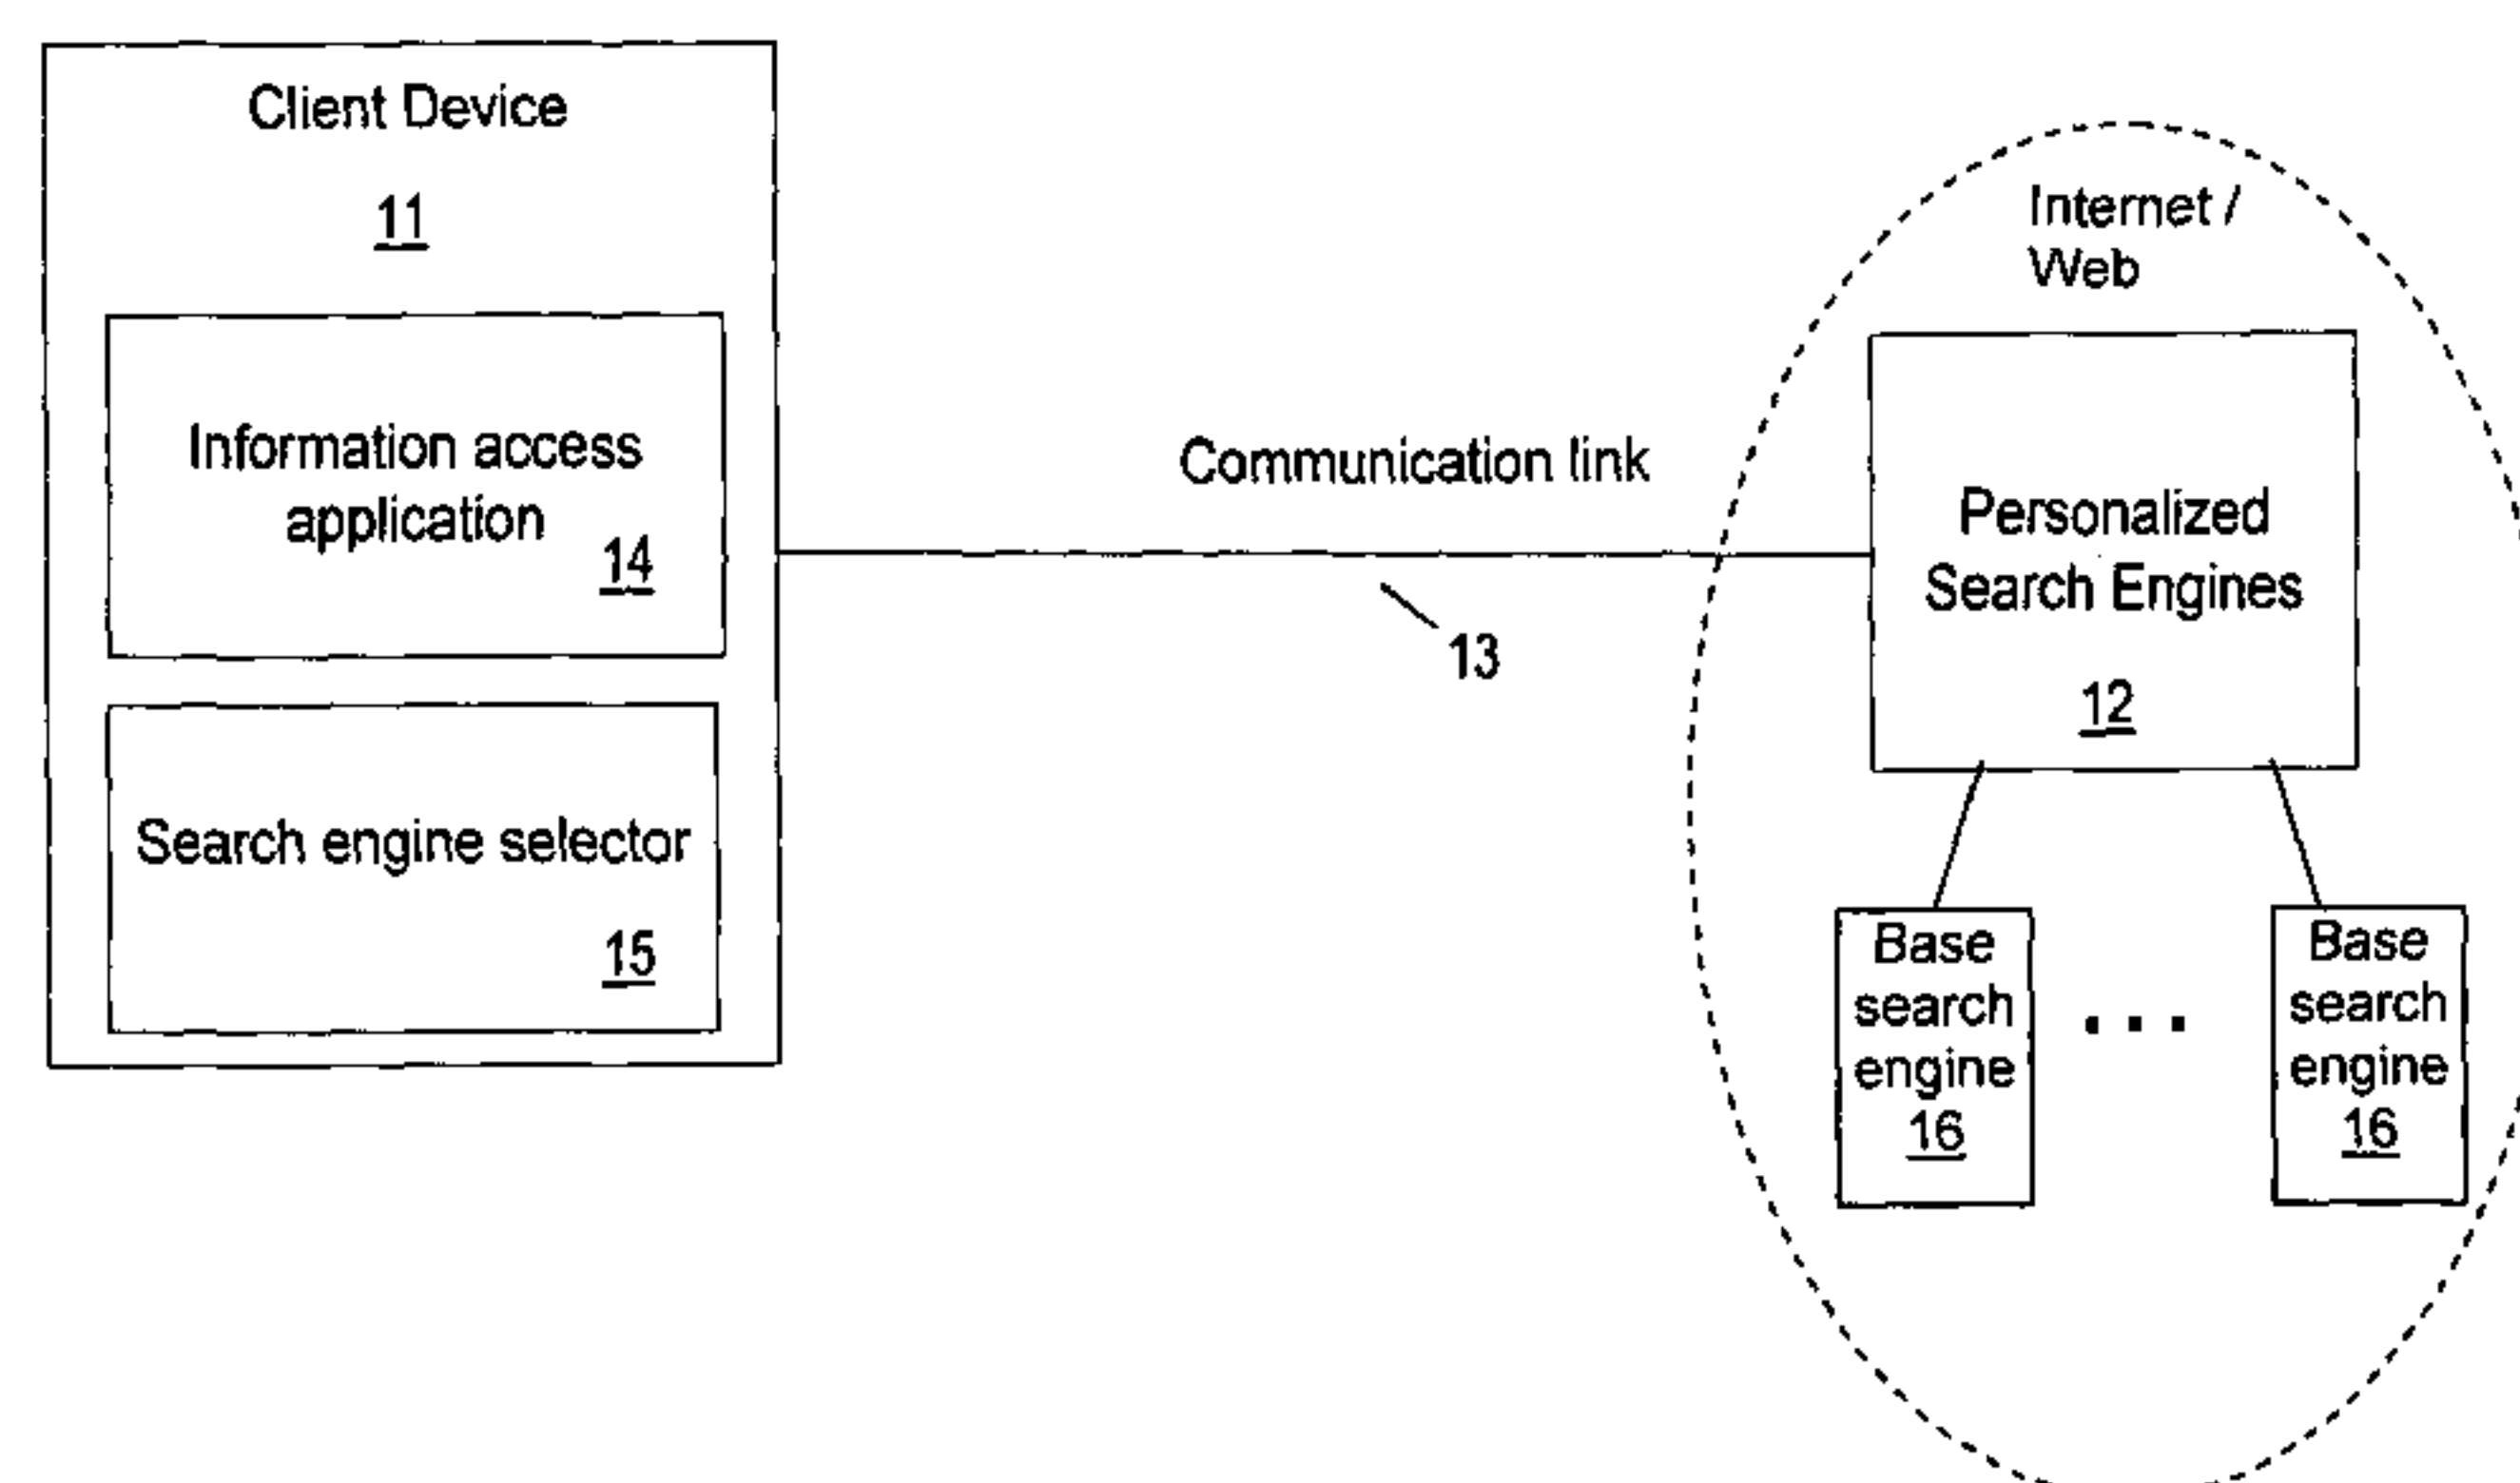 Client Device
11
Information access
application
14
Search engine selector
15
Communication link
13
Internet /
Web
Personalized
Search Engines
12
Base
search
engine
16
...
Base
search
engine
16